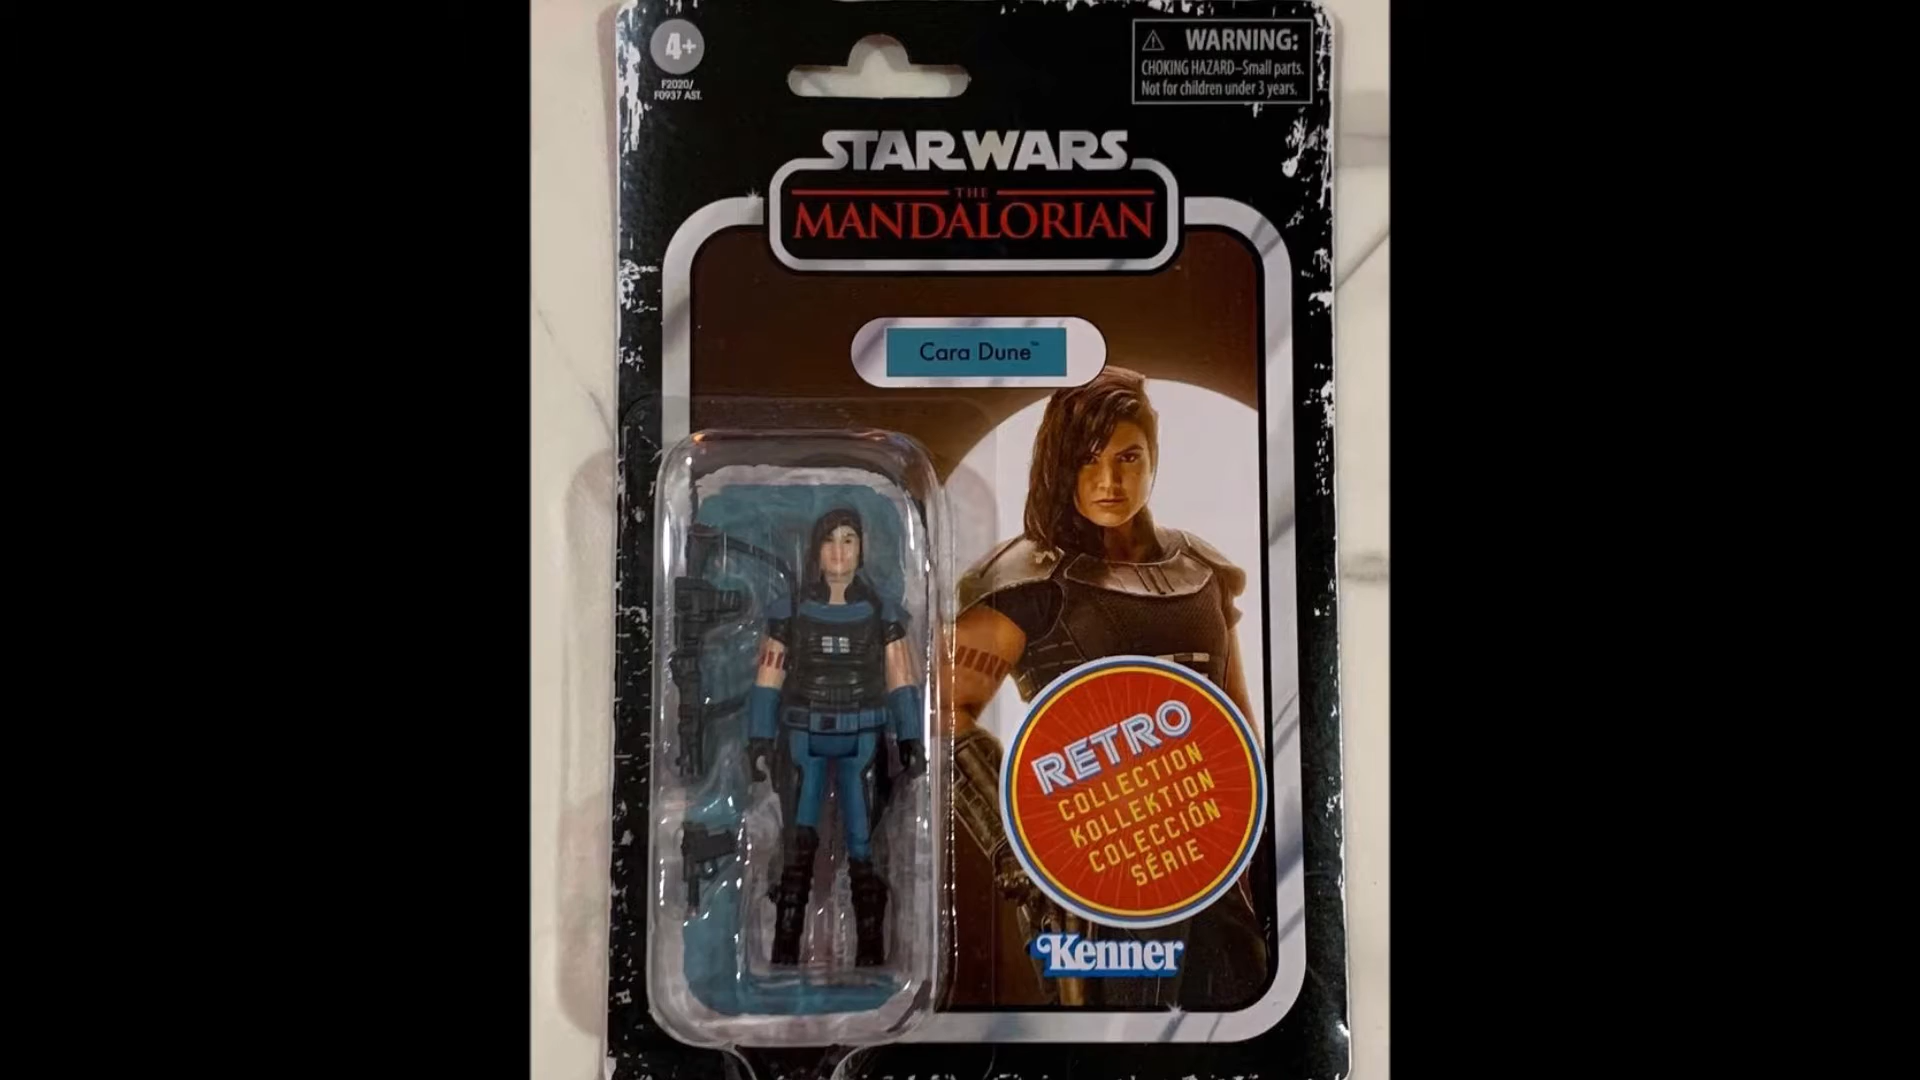 4+
F2020/
F0937 AST.
WARNING:
CHOKING HAZARD–Small parts.
Not for children under 3 years.
STAR WARS
THE
MANDALORIAN
Cara Dune™
RETRO
COLLECTION
KOLLEKTION
COLECCIÓN
SÉRIE
Kenner